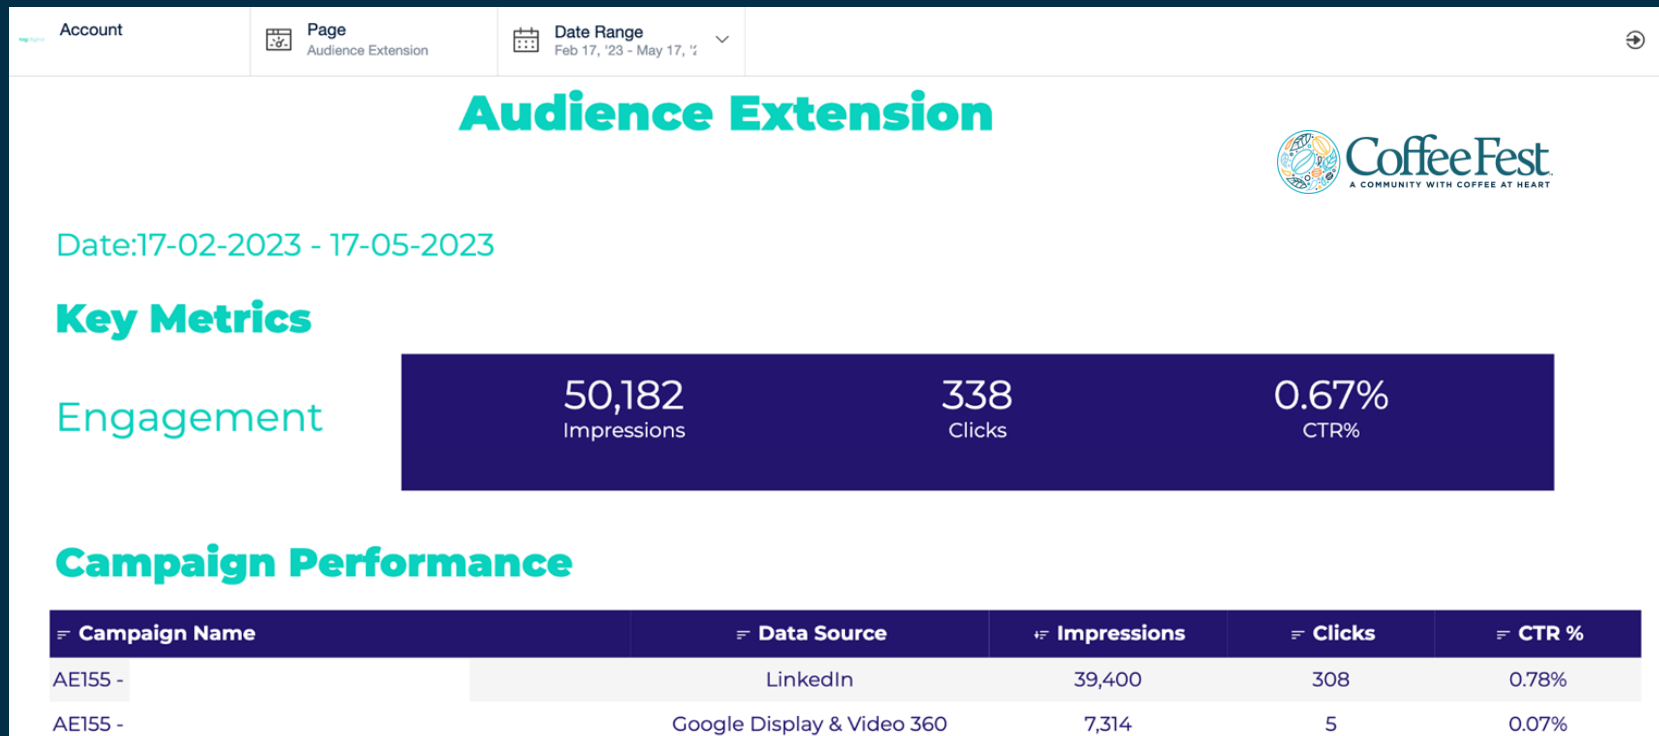 Account
Page
Audience Extension
Date Range
Feb 17, '23 - May 17, '2
Audience Extension
CoffeeFest
A COMMUNITY WITH COFFEE AT HEART
Date:17-02-2023 - 17-05-2023
Key Metrics
Engagement
50,182 338 0.67%
Impressions Clicks CTR%
Campaign Performance
Campaign Name Data Source Impressions Clicks CTR %
AE155 - LinkedIn 39,400 308 0.78%
AE155 - Google Display & Video 360 7,314 5 0.07%